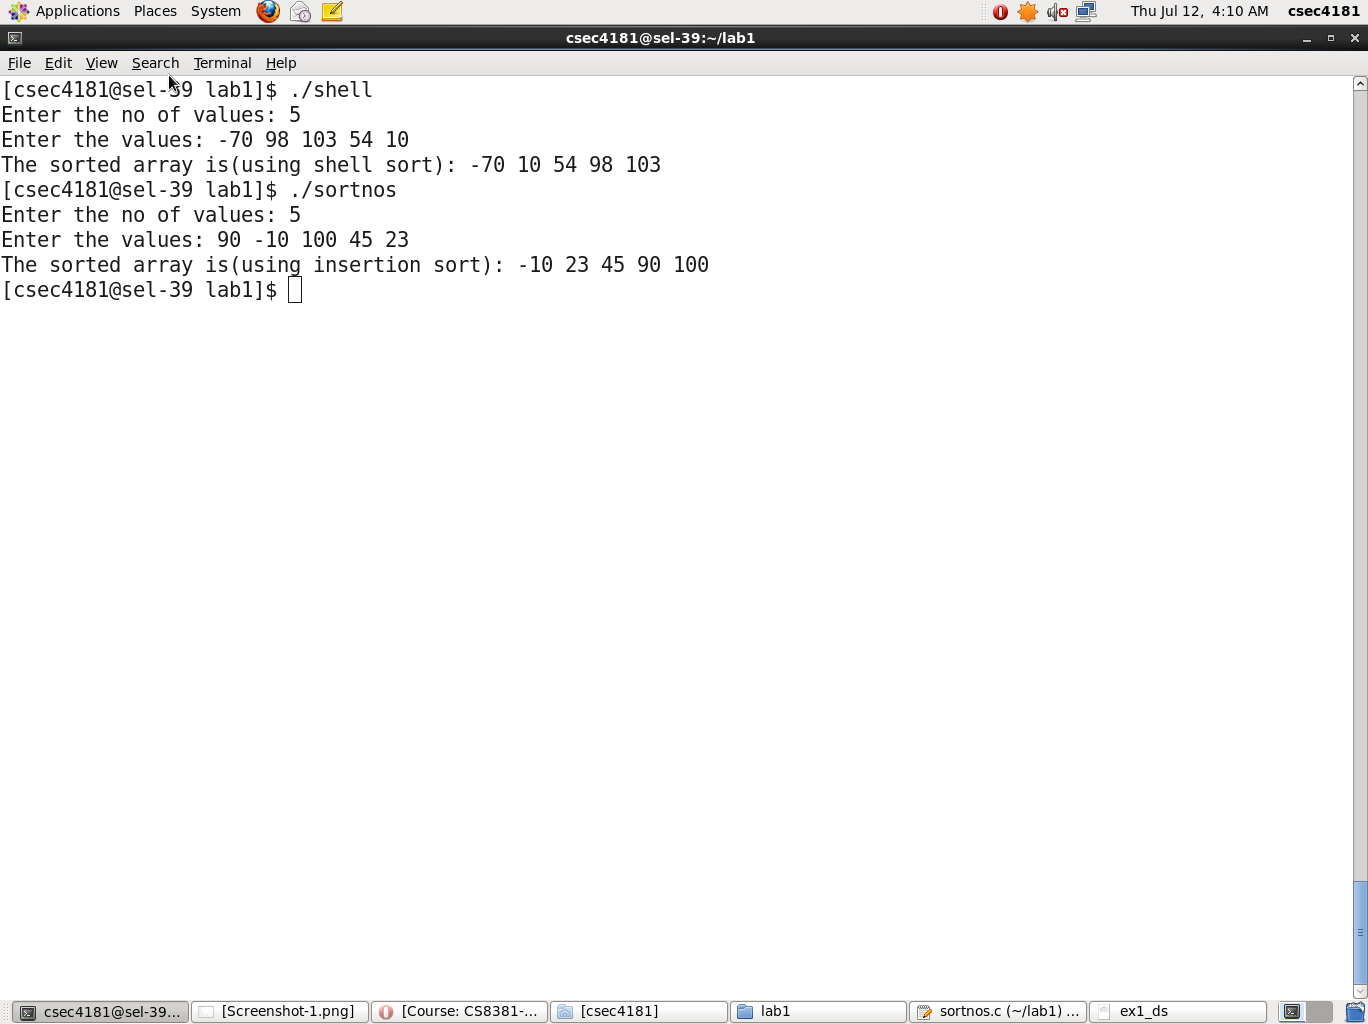 Applications Places System Thu Jul 12, 4:10 AM csec4181
csec4181@sel-39:~/lab1
File Edit View Search Terminal Help
[csec4181@sel-39 lab1]$ ./shell
Enter the no of values: 5
Enter the values: -70 98 103 54 10
The sorted array is(using shell sort): -70 10 54 98 103
[csec4181@sel-39 lab1]$ ./sortnos
Enter the no of values: 5
Enter the values: 90 -10 100 45 23
The sorted array is(using insertion sort): -10 23 45 90 100
[csec4181@sel-39 lab1]$
csec4181@sel-39... [Screenshot-1.png] [Course: CS8381-... [csec4181] lab1 sortnos.c (~/lab1) ... ex1_ds